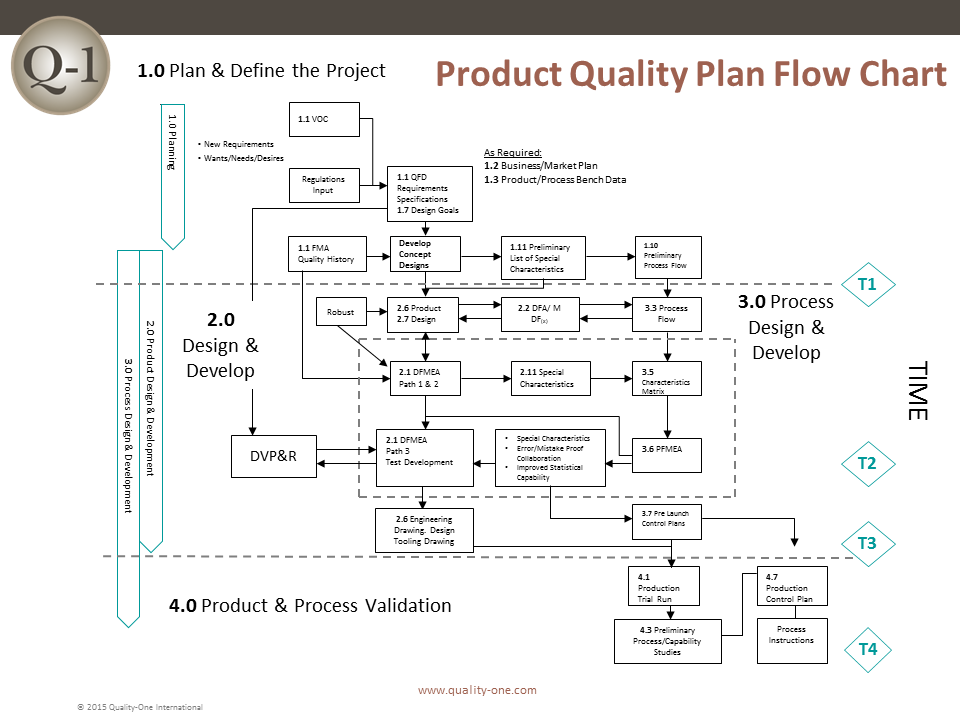 Q-1
1.0 Plan & Define the Project
Product Quality Plan Flow Chart
1.0 Planning
1.1 VOC
• New Requirements
• Wants/Needs/Desires
Regulations
Input
1.1 QFD
Requirements
Specifications
1.7 Design Goals
As Required:
1.2 Business/Market Plan
1.3 Product/Process Bench Data
1.1 FMA
Quality History
Develop
Concept
Designs
1.11 Preliminary
List of Special
Characteristics
1.10
Preliminary
Process Flow
T1
2.0
Design &
Develop
Robust
2.6 Product
2.7 Design
2.2 DFA/ M
DF(x)
3.3 Process
Flow
3.0 Process
Design &
Develop
2.0 Product Design & Development
3.0 Process Design & Development
2.1 DFMEA
Path 1 & 2
2.11 Special
Characteristics
3.5
Characteristics
Matrix
TIME
DVP&R
2.1 DFMEA
Path 3
Test Development
• Special Characteristics
• Error/Mistake Proof
Collaboration
• Improved Statistical
Capability
3.6 PFMEA
T2
2.6 Engineering
Drawing. Design
Tooling Drawing
3.7 Pre Launch
Control Plans
T3
4.0 Product & Process Validation
4.1
Production
Trial Run
4.7
Production
Control Plan
4.3 Preliminary
Process/Capability
Studies
Process
Instructions
T4
www.quality-one.com
© 2015 Quality-One International